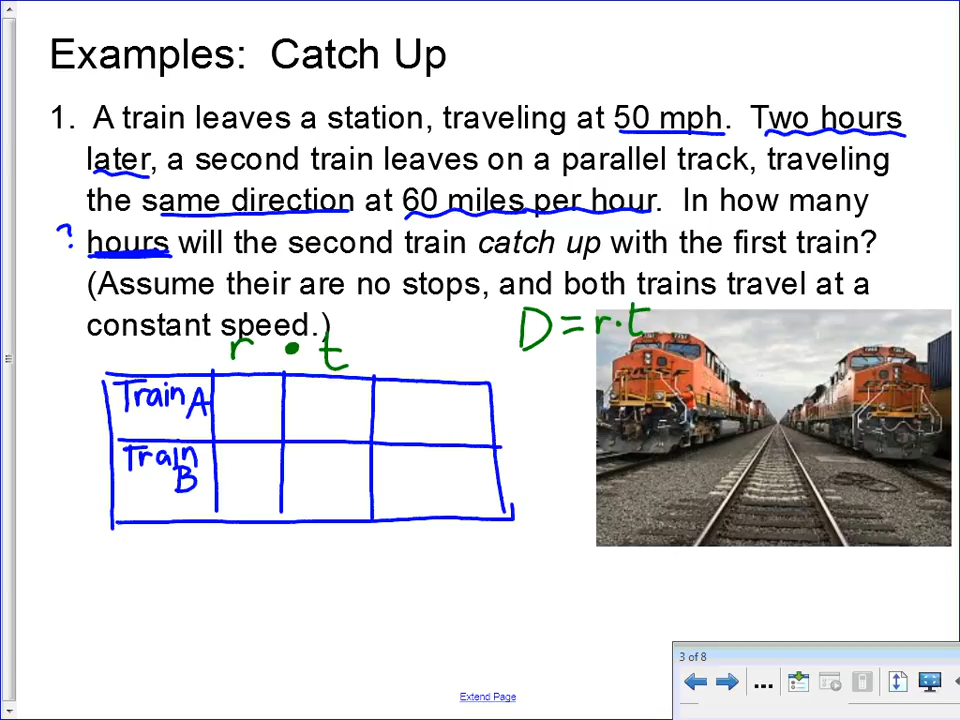 Examples: Catch Up
1. A train leaves a station, traveling at 50 mph. Two hours
later, a second train leaves on a parallel track, traveling
the same direction at 60 miles per hour. In how many
? hours will the second train catch up with the first train?
(Assume their are no stops, and both trains travel at a
constant speed.)
D = r · t
r · t
Train A
Train
B
3 of 8
...
Extend Page